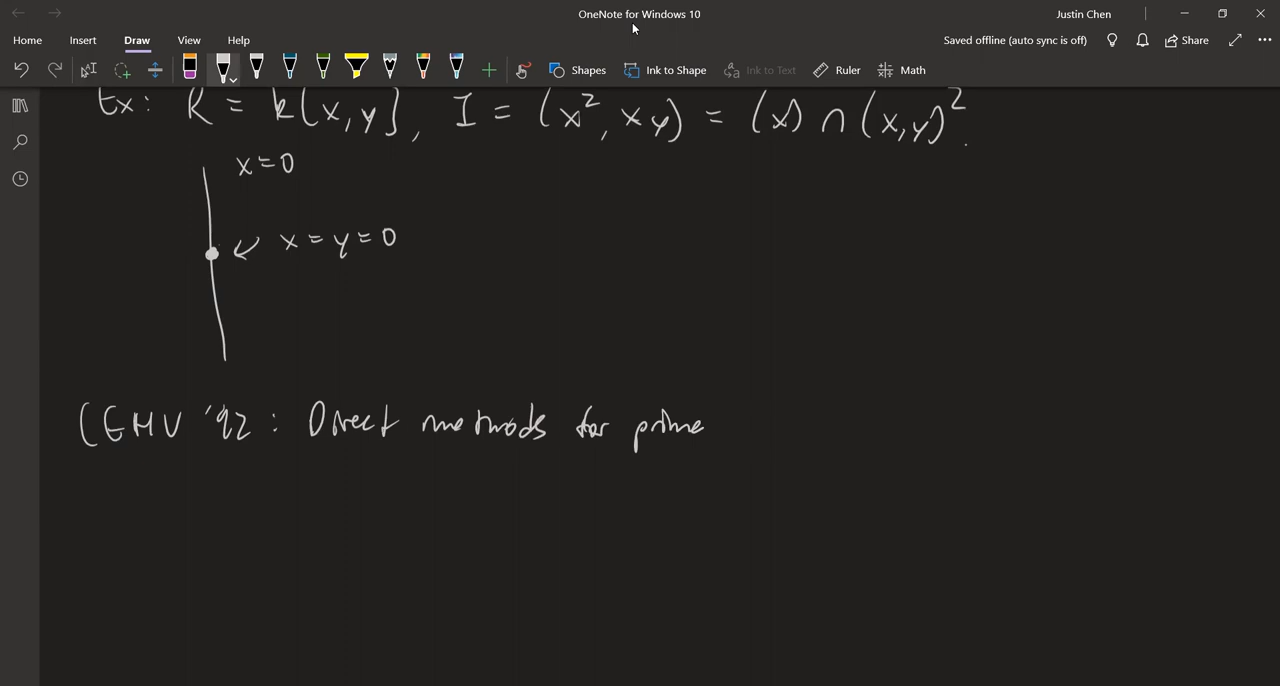 OneNote for Windows 10
Justin Chen
Home Insert Draw View Help
Saved offline (auto sync is off) Share
Shapes Ink to Shape Ink to Text Ruler Math
Ex: R = k[x,y], I = (x², xy) = (x) ∩ (x,y)².
x=0
x=y=0
(EHV '92: Direct methods for prime